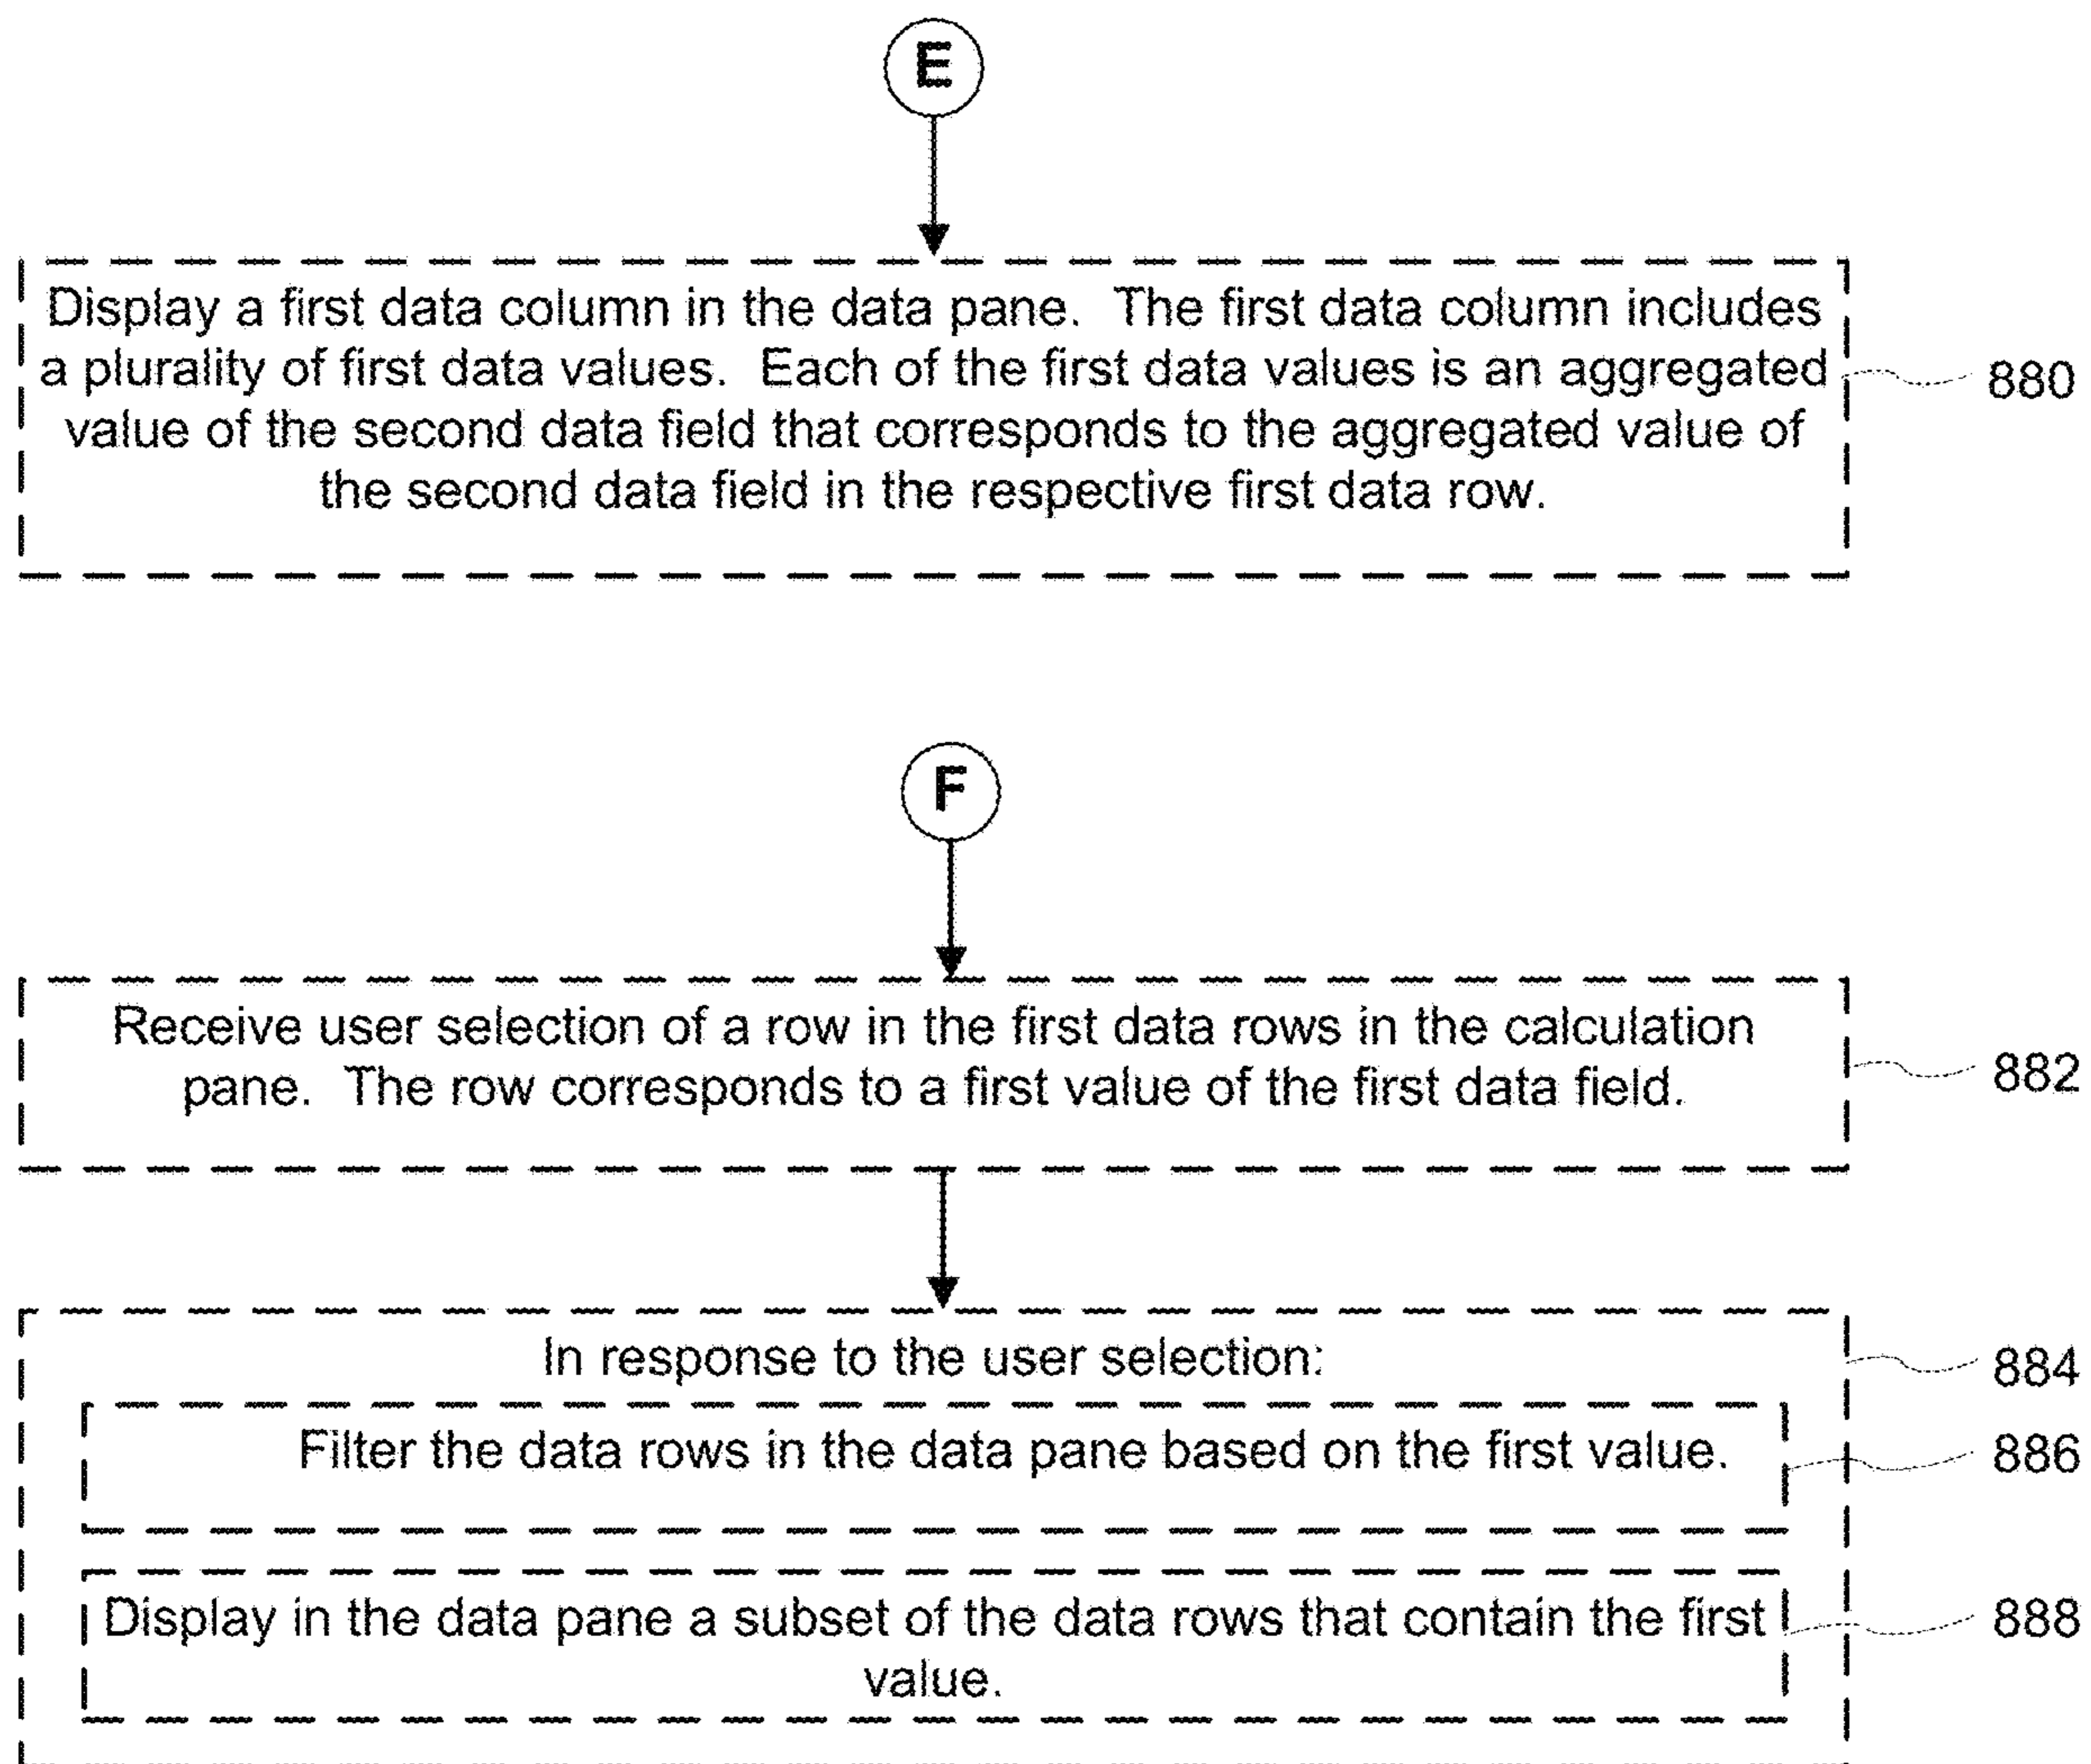 E
Display a first data column in the data pane. The first data column includes
a plurality of first data values. Each of the first data values is an aggregated
value of the second data field that corresponds to the aggregated value of
the second data field in the respective first data row.
880
F
Receive user selection of a row in the first data rows in the calculation
pane. The row corresponds to a first value of the first data field.
882
In response to the user selection:
884
Filter the data rows in the data pane based on the first value.
886
Display in the data pane a subset of the data rows that contain the first
value.
888